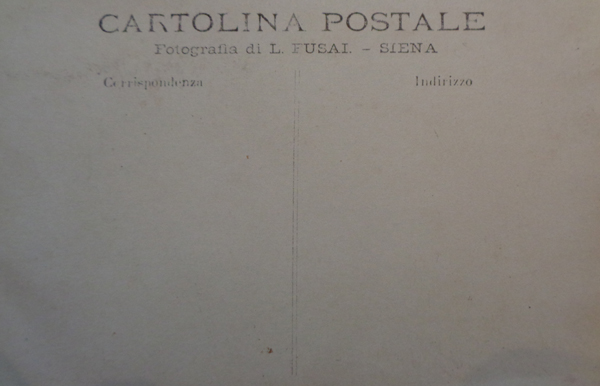 CARTOLINA POSTALE
Fotografia di L. FUSAI. - SIENA
Corrispondenza
Indirizzo